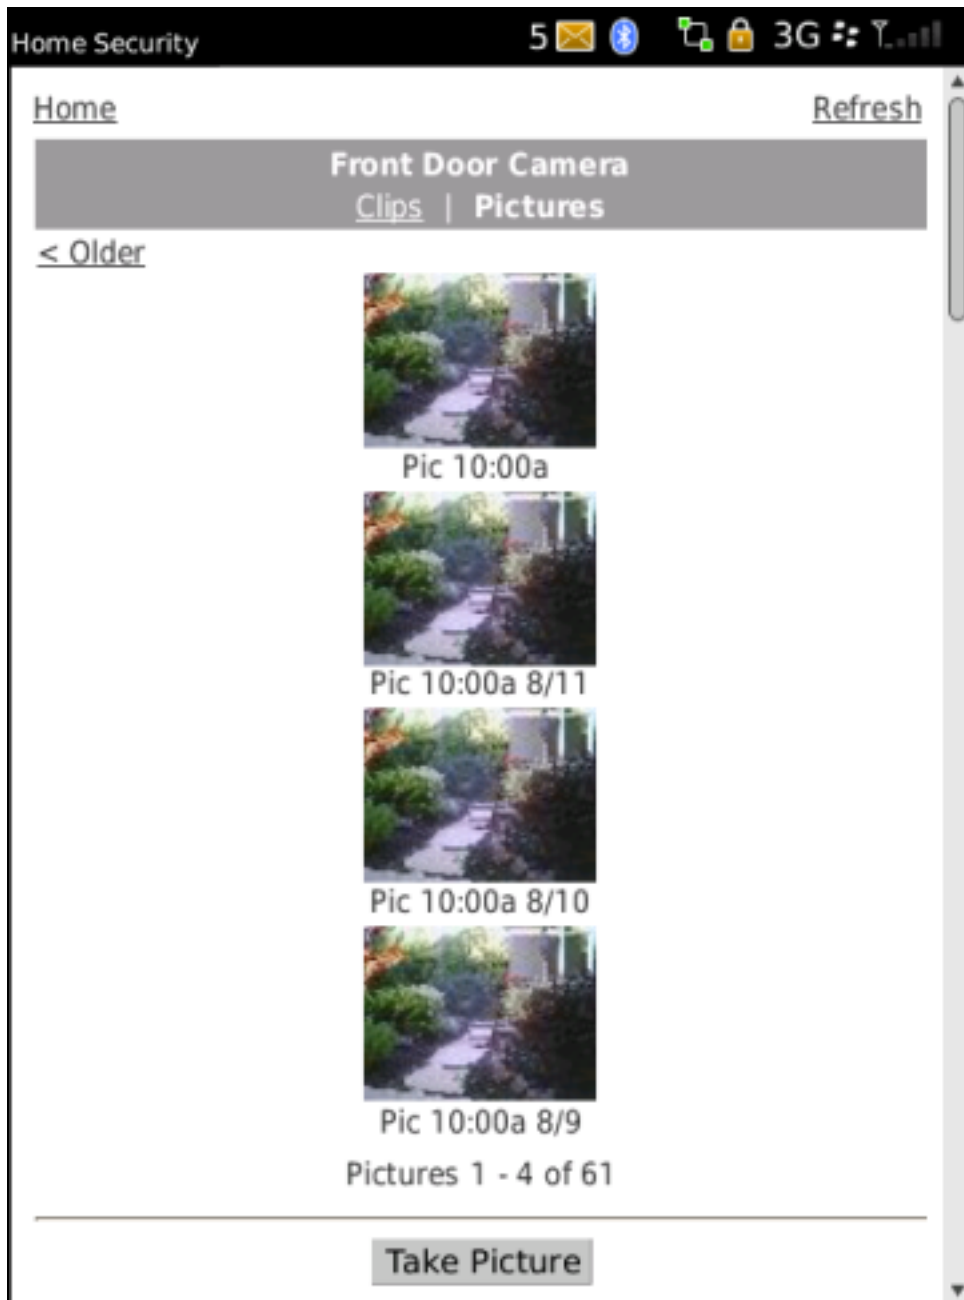 Home Security 5 3G
Home Refresh
Front Door Camera
Clips | Pictures
< Older
Pic 10:00a
Pic 10:00a 8/11
Pic 10:00a 8/10
Pic 10:00a 8/9
Pictures 1 - 4 of 61
Take Picture